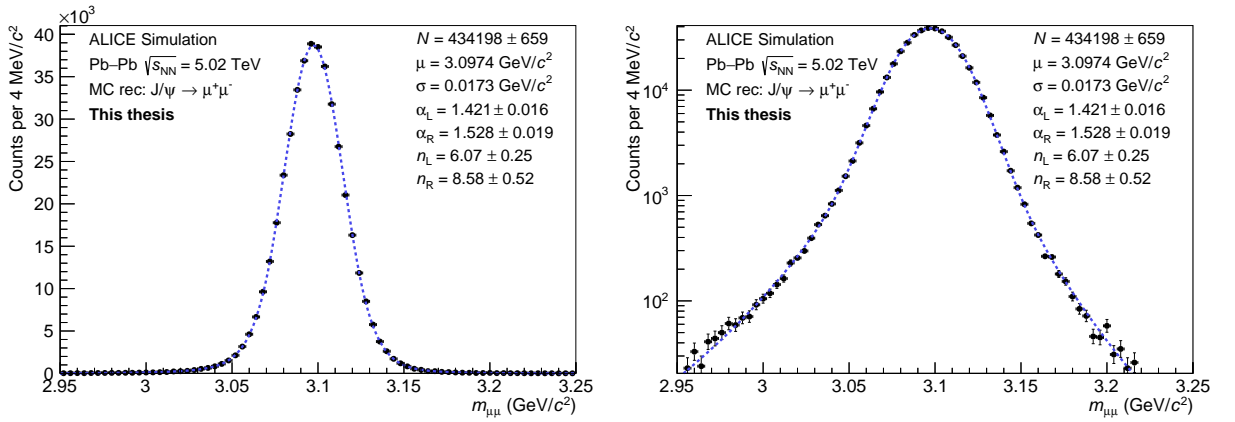 ×10³
Counts per 4 MeV/c²
40
35
30
25
20
15
10
5
0
ALICE Simulation
Pb–Pb √sNN = 5.02 TeV
MC rec: J/ψ → μ⁺μ⁻
This thesis
N = 434198 ± 659
μ = 3.0974 GeV/c²
σ = 0.0173 GeV/c²
αL = 1.421 ± 0.016
αR = 1.528 ± 0.019
nL = 6.07 ± 0.25
nR = 8.58 ± 0.52
2.95 3 3.05 3.10 3.15 3.20 3.25
mμμ (GeV/c²)
Counts per 4 MeV/c²
10⁴
10³
10²
ALICE Simulation
Pb–Pb √sNN = 5.02 TeV
MC rec: J/ψ → μ⁺μ⁻
This thesis
N = 434198 ± 659
μ = 3.0974 GeV/c²
σ = 0.0173 GeV/c²
αL = 1.421 ± 0.016
αR = 1.528 ± 0.019
nL = 6.07 ± 0.25
nR = 8.58 ± 0.52
2.95 3 3.05 3.10 3.15 3.20 3.25
mμμ (GeV/c²)